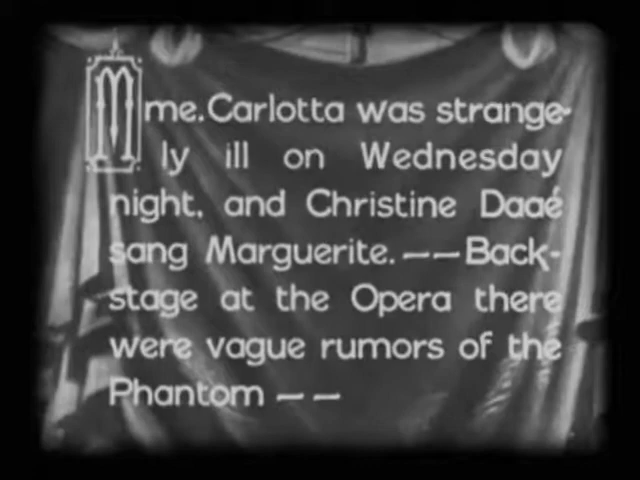 Mme. Carlotta was strange-
ly ill on Wednesday
night, and Christine Daaé
sang Marguerite. — — Back-
stage at the Opera there
were vague rumors of the
Phantom — —